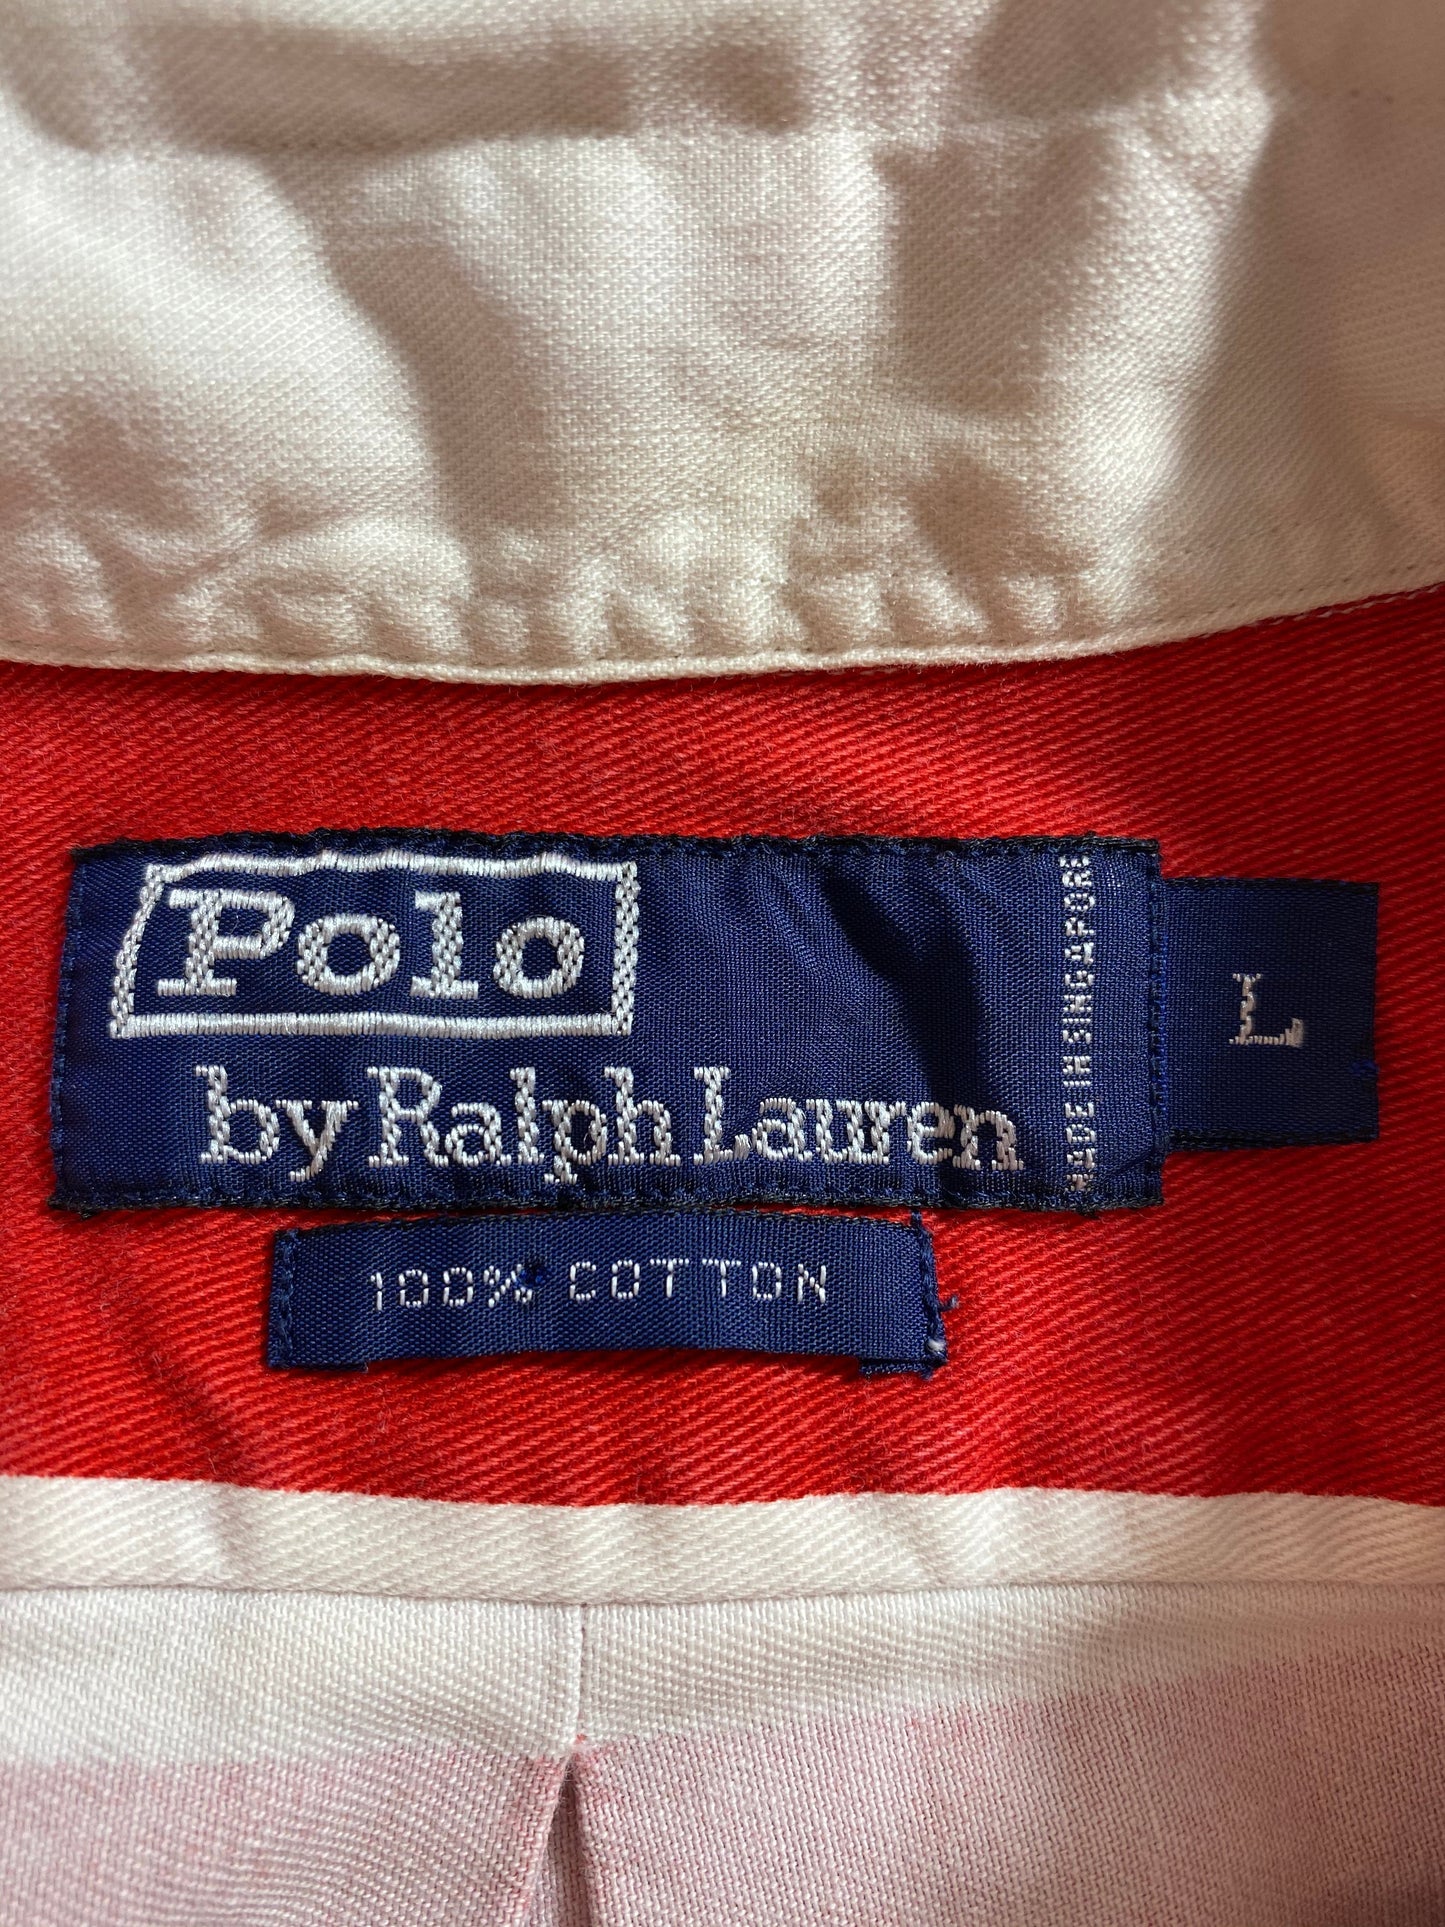 Polo
by Ralph Lauren
MADE IN SINGAPORE
L
100% COTTON